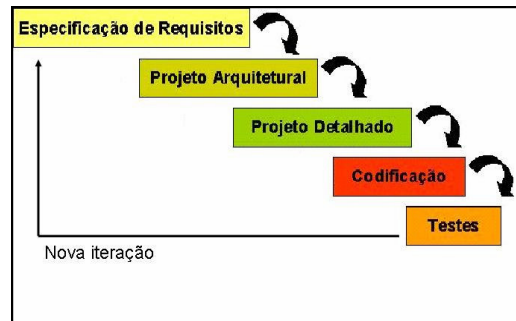 Especificação de Requisitos
Projeto Arquitetural
Projeto Detalhado
Codificação
Testes
Nova iteração